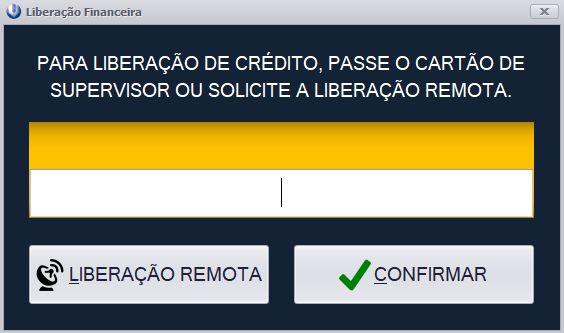 Liberação Financeira
PARA LIBERAÇÃO DE CRÉDITO, PASSE O CARTÃO DE
SUPERVISOR OU SOLICITE A LIBERAÇÃO REMOTA.
LIBERAÇÃO REMOTA
CONFIRMAR